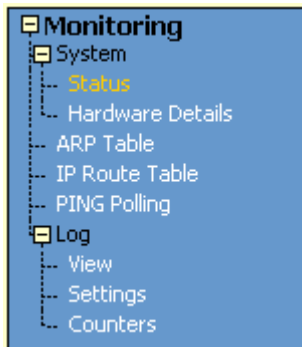 Monitoring
System
Status
Hardware Details
ARP Table
IP Route Table
PING Polling
Log
View
Settings
Counters